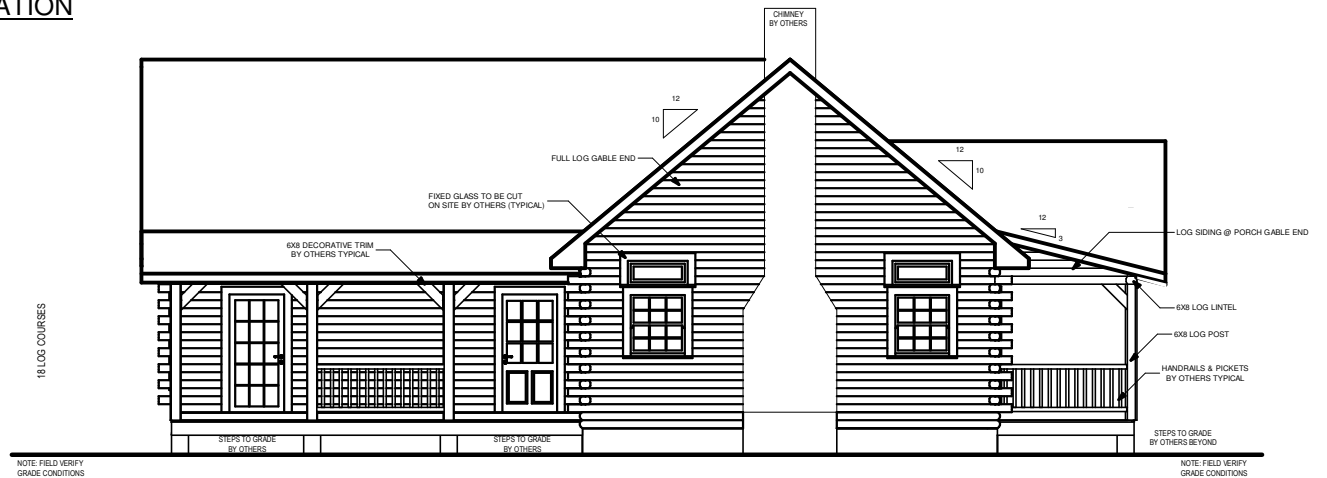 ATION
CHIMNEY
BY OTHERS
12
10
12
10
FULL LOG GABLE END
FIXED GLASS TO BE CUT
ON SITE BY OTHERS (TYPICAL)
12
3
LOG SIDING @ PORCH GABLE END
6X8 DECORATIVE TRIM
BY OTHERS TYPICAL
6X8 LOG LINTEL
6X8 LOG POST
18 LOG COURSES
HANDRAILS & PICKETS
BY OTHERS TYPICAL
STEPS TO GRADE
BY OTHERS
STEPS TO GRADE
BY OTHERS
STEPS TO GRADE
BY OTHERS BEYOND
NOTE: FIELD VERIFY
GRADE CONDITIONS
NOTE: FIELD VERIFY
GRADE CONDITIONS